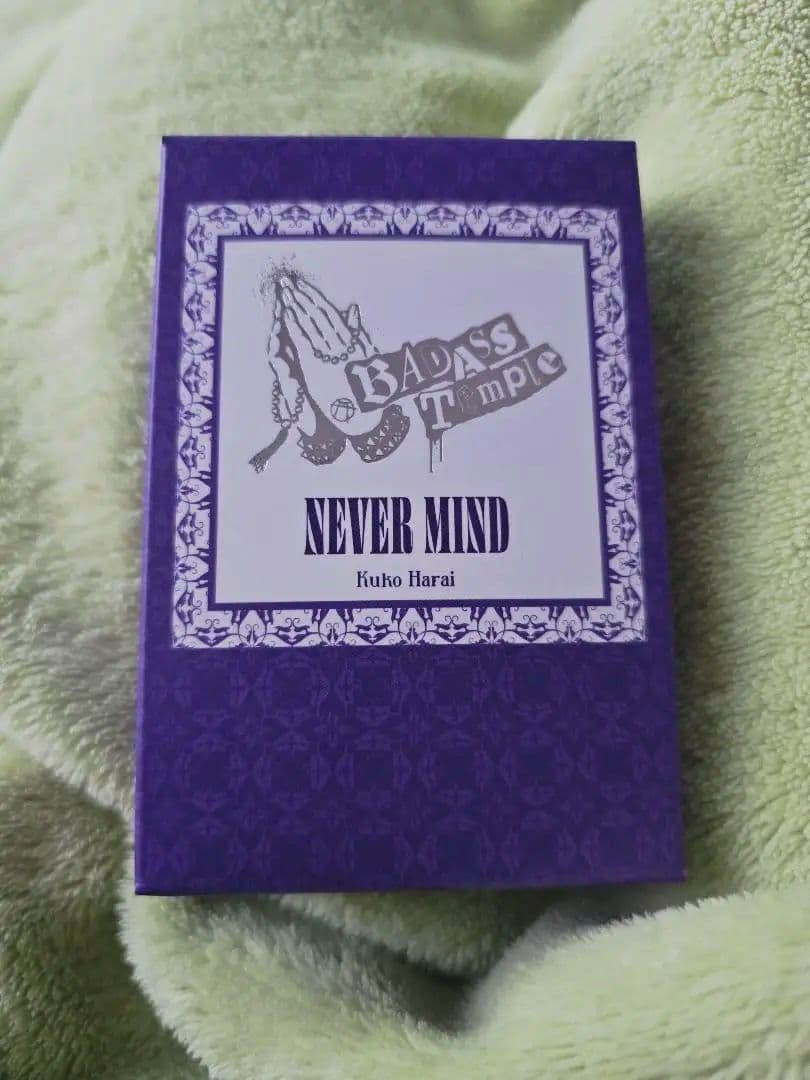 BADASS
Temple
NEVER MIND
Kuko Harai